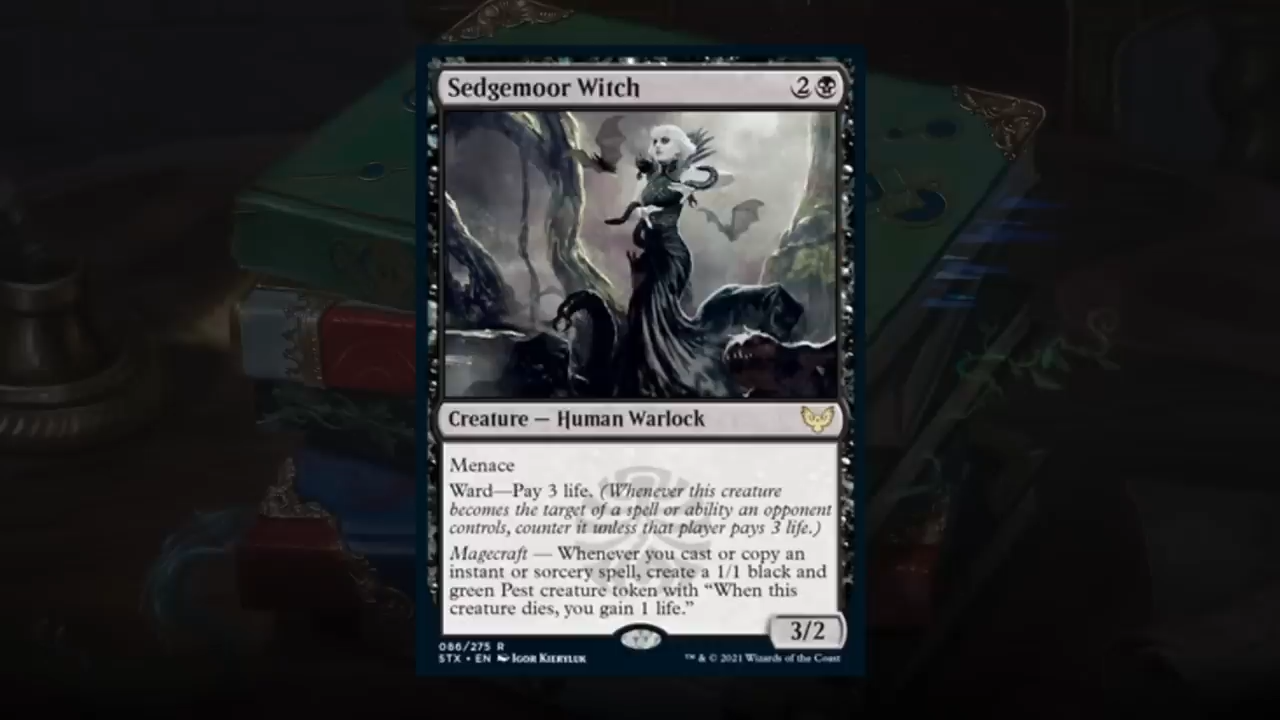 Sedgemoor Witch 2
Creature — Human Warlock
Menace
Ward—Pay 3 life. (Whenever this creature
becomes the target of a spell or ability an opponent
controls, counter it unless that player pays 3 life.)
Magecraft — Whenever you cast or copy an
instant or sorcery spell, create a 1/1 black and
green Pest creature token with “When this
creature dies, you gain 1 life.”
3/2
086/275 R
STX • EN Igor Kieryluk
™ & © 2021 Wizards of the Coast